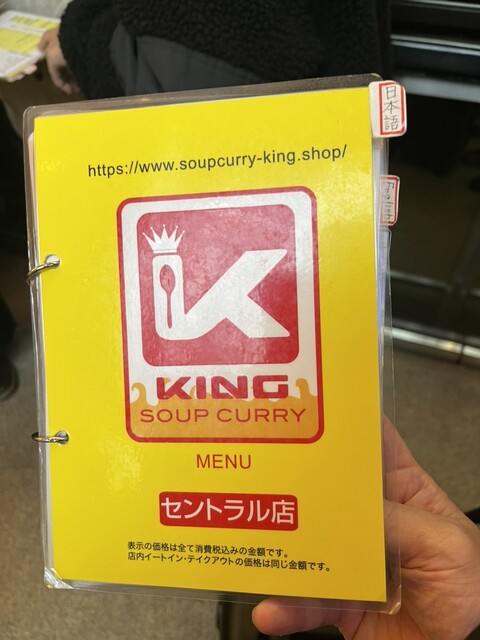 日本語
https://www.soupcurry-king.shop/
English
K
KING
SOUP CURRY
MENU
セントラル店
表示の価格は全て消費税込みの金額です。
店内イートイン・テイクアウトの価格は同じ金額です。